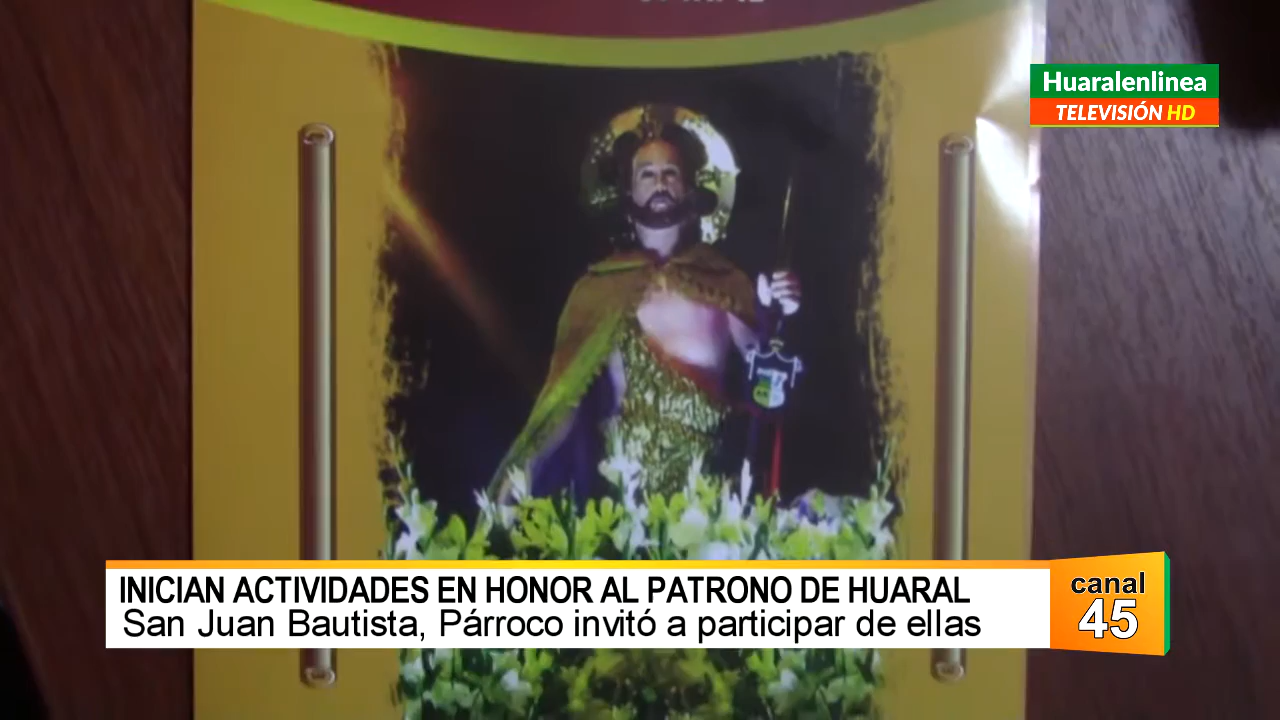 Huaralenlinea
TELEVISIÓN HD
INICIAN ACTIVIDADES EN HONOR AL PATRONO DE HUARAL
San Juan Bautista, Párroco invitó a participar de ellas
canal
45